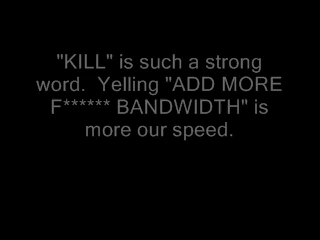 "KILL" is such a strong
word.  Yelling "ADD MORE
F****** BANDWIDTH" is
more our speed.